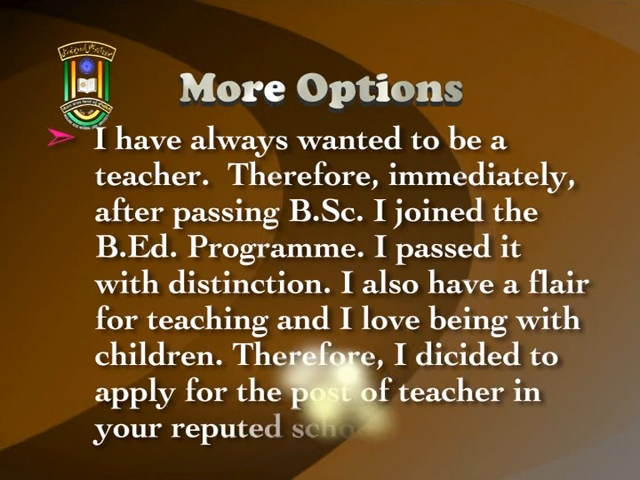 More Options
I have always wanted to be a
teacher. Therefore, immediately,
after passing B.Sc. I joined the
B.Ed. Programme. I passed it
with distinction. I also have a flair
for teaching and I love being with
children. Therefore, I dicided to
apply for the post of teacher in
your reputed